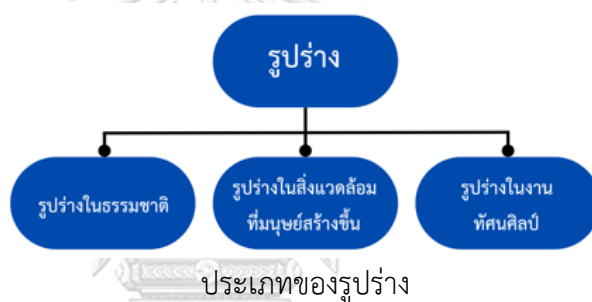 รูปร่าง
รูปร่างในธรรมชาติ
รูปร่างในสิ่งแวดล้อม
ที่มนุษย์สร้างขึ้น
รูปร่างในงาน
ทัศนศิลป์
ประเภทของรูปร่าง